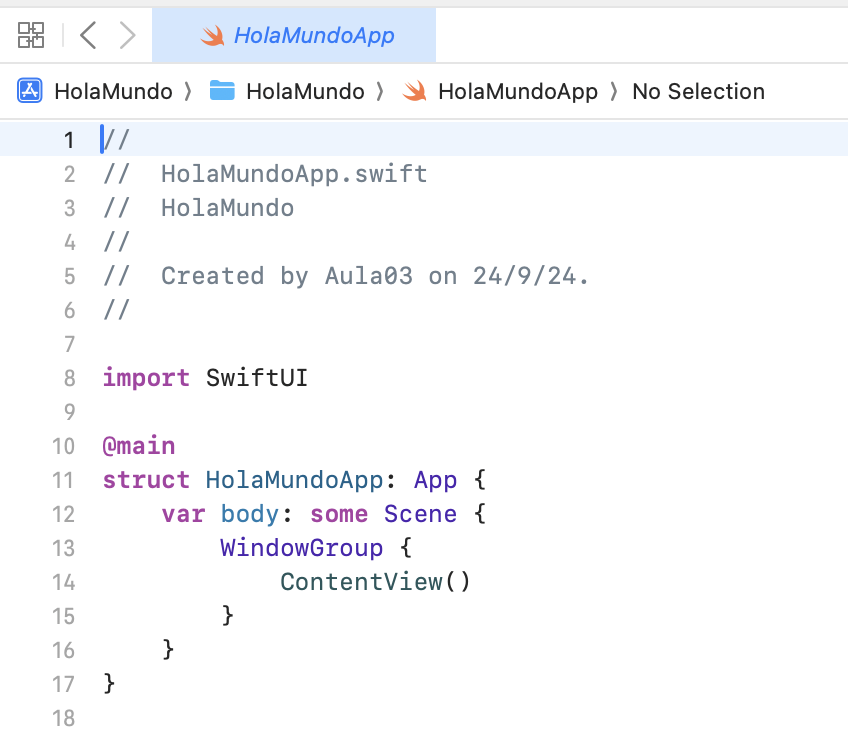 HolaMundoApp
HolaMundo 〉 HolaMundo 〉 HolaMundoApp 〉 No Selection
1 //
2 //  HolaMundoApp.swift
3 //  HolaMundo
4 //
5 //  Created by Aula03 on 24/9/24.
6 //
7
8 import SwiftUI
9
10 @main
11 struct HolaMundoApp: App {
12     var body: some Scene {
13         WindowGroup {
14             ContentView()
15         }
16     }
17 }
18